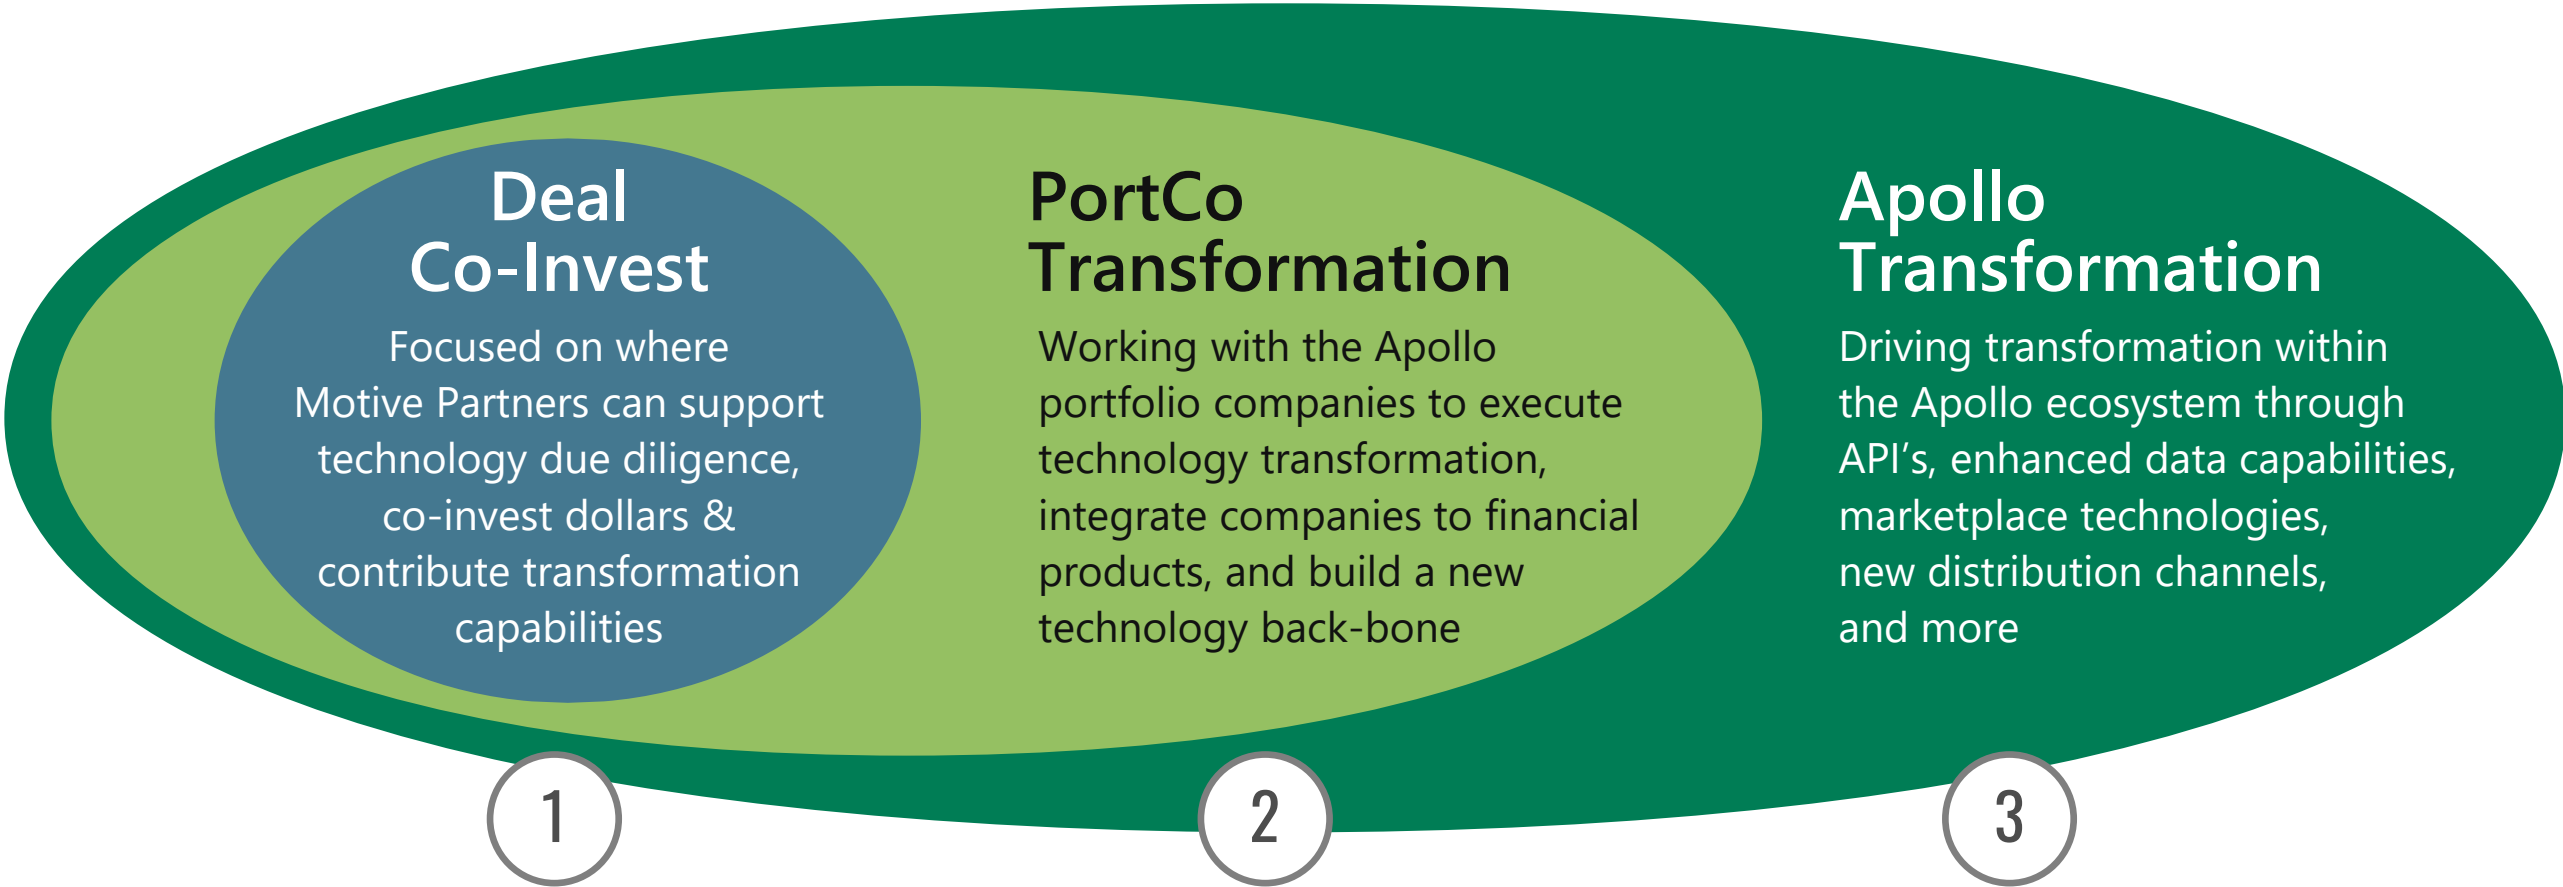 Deal
Co-Invest
Focused on where
Motive Partners can support
technology due diligence,
co-invest dollars &
contribute transformation
capabilities
PortCo
Transformation
Working with the Apollo
portfolio companies to execute
technology transformation,
integrate companies to financial
products, and build a new
technology back-bone
Apollo
Transformation
Driving transformation within
the Apollo ecosystem through
API's, enhanced data capabilities,
marketplace technologies,
new distribution channels,
and more
1
2
3